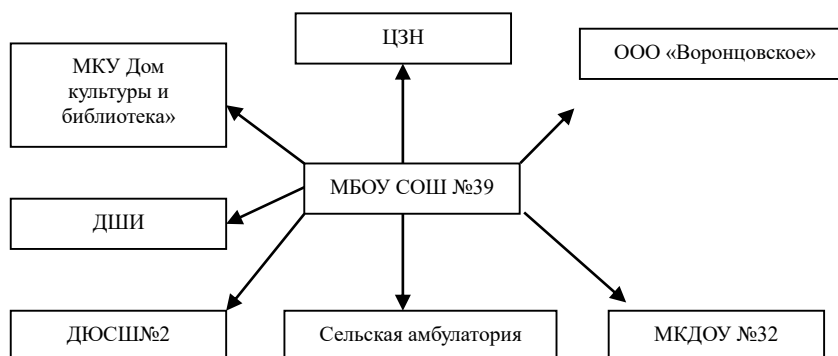 ЦЗН
ООО «Воронцовское»
МКУ Дом
культуры и
библиотека»
МБОУ СОШ №39
ДШИ
ДЮСШ№2
Сельская амбулатория
МКДОУ №32